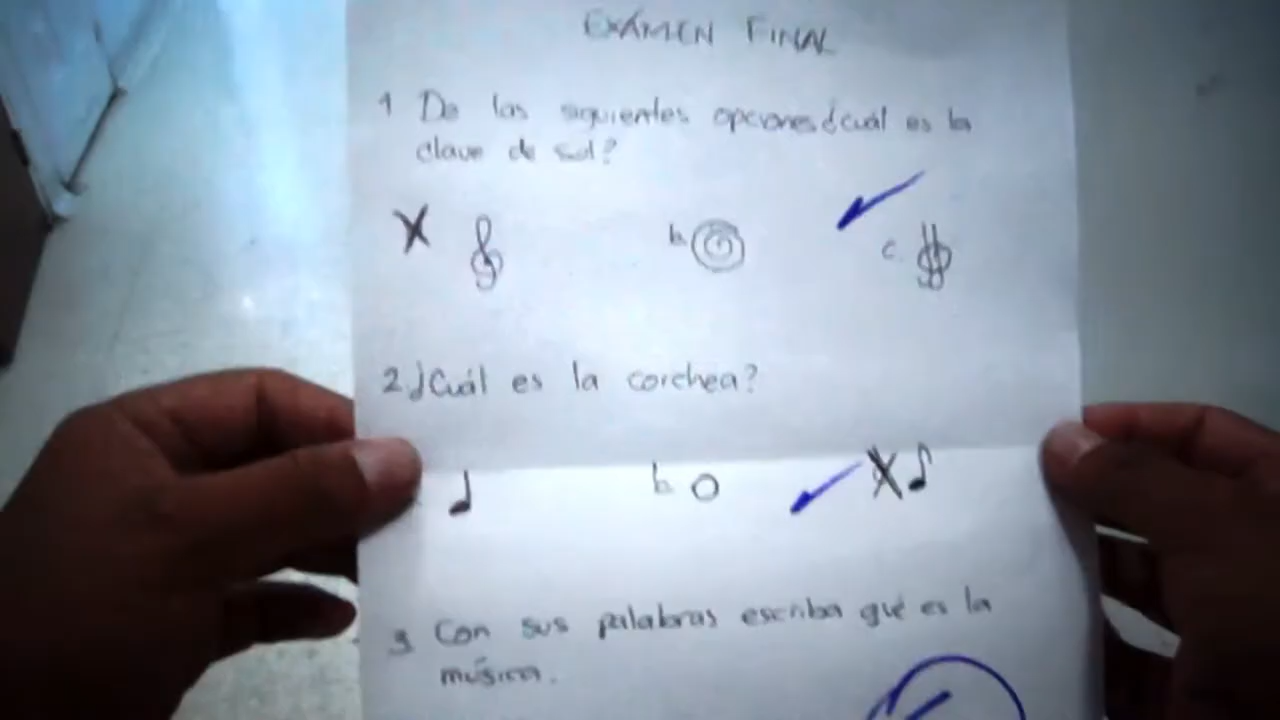 EXÁMEN FINAL
1 De las siguientes opciones ¿cuál es la
clave de sol?
X b. c.
2. ¿Cuál es la corchea?
b. X
3 Con sus palabras escriba qué es la
música.